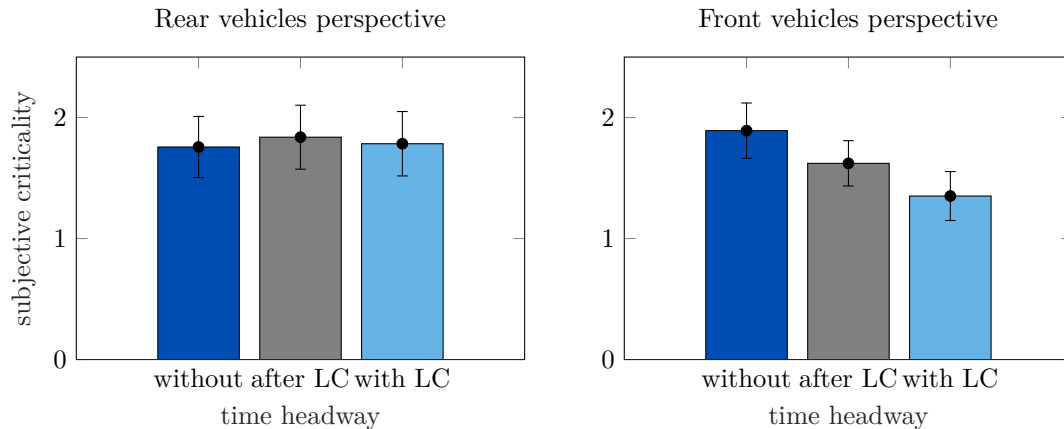 Rear vehicles perspective
subjective criticality
2
1
0
without after LC with LC
time headway
Front vehicles perspective
2
1
0
without after LC with LC
time headway